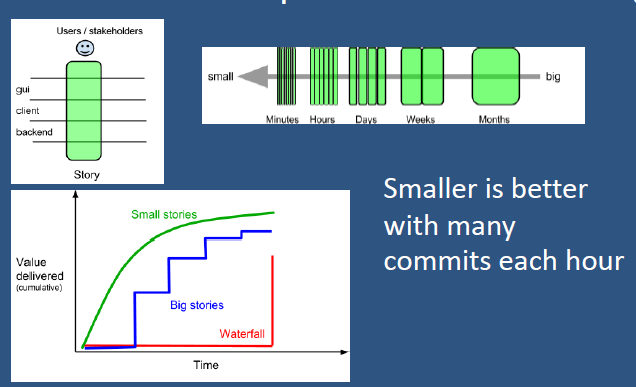 Users / stakeholders
gui
client
backend
Story
small
big
Minutes Hours Days Weeks Months
Small stories
Value
delivered
(cumulative)
Big stories
Waterfall
Time
Smaller is better
with many
commits each hour